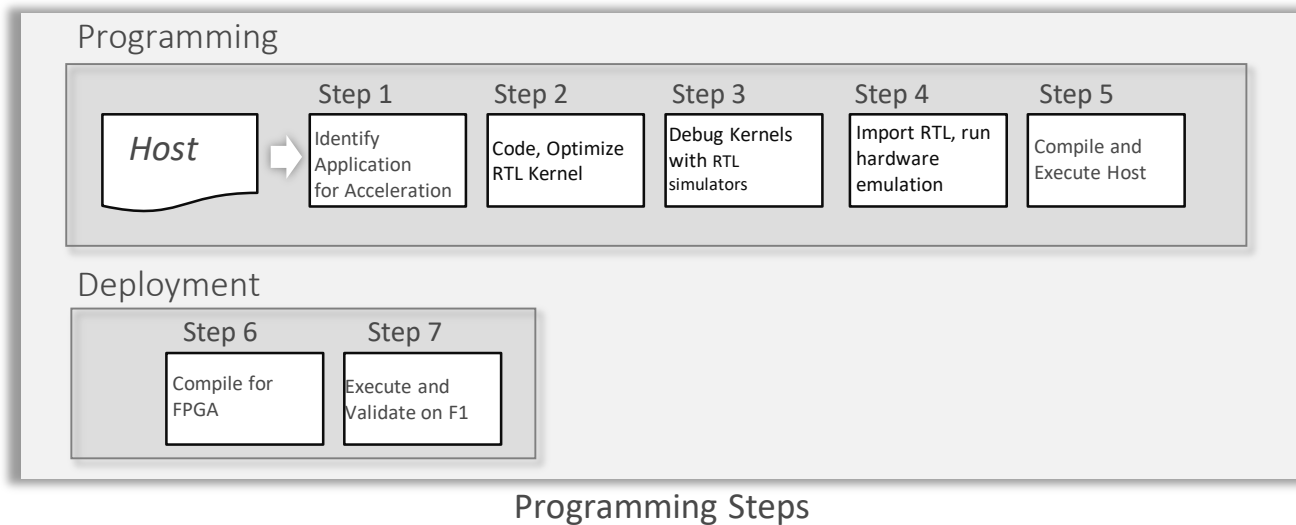 Programming
Step 1
Step 2
Step 3
Step 4
Step 5
Host
Identify
Application
for Acceleration
Code, Optimize
RTL Kernel
Debug Kernels
with RTL
simulators
Import RTL, run
hardware
emulation
Compile and
Execute Host
Deployment
Step 6
Step 7
Compile for
FPGA
Execute and
Validate on F1
Programming Steps